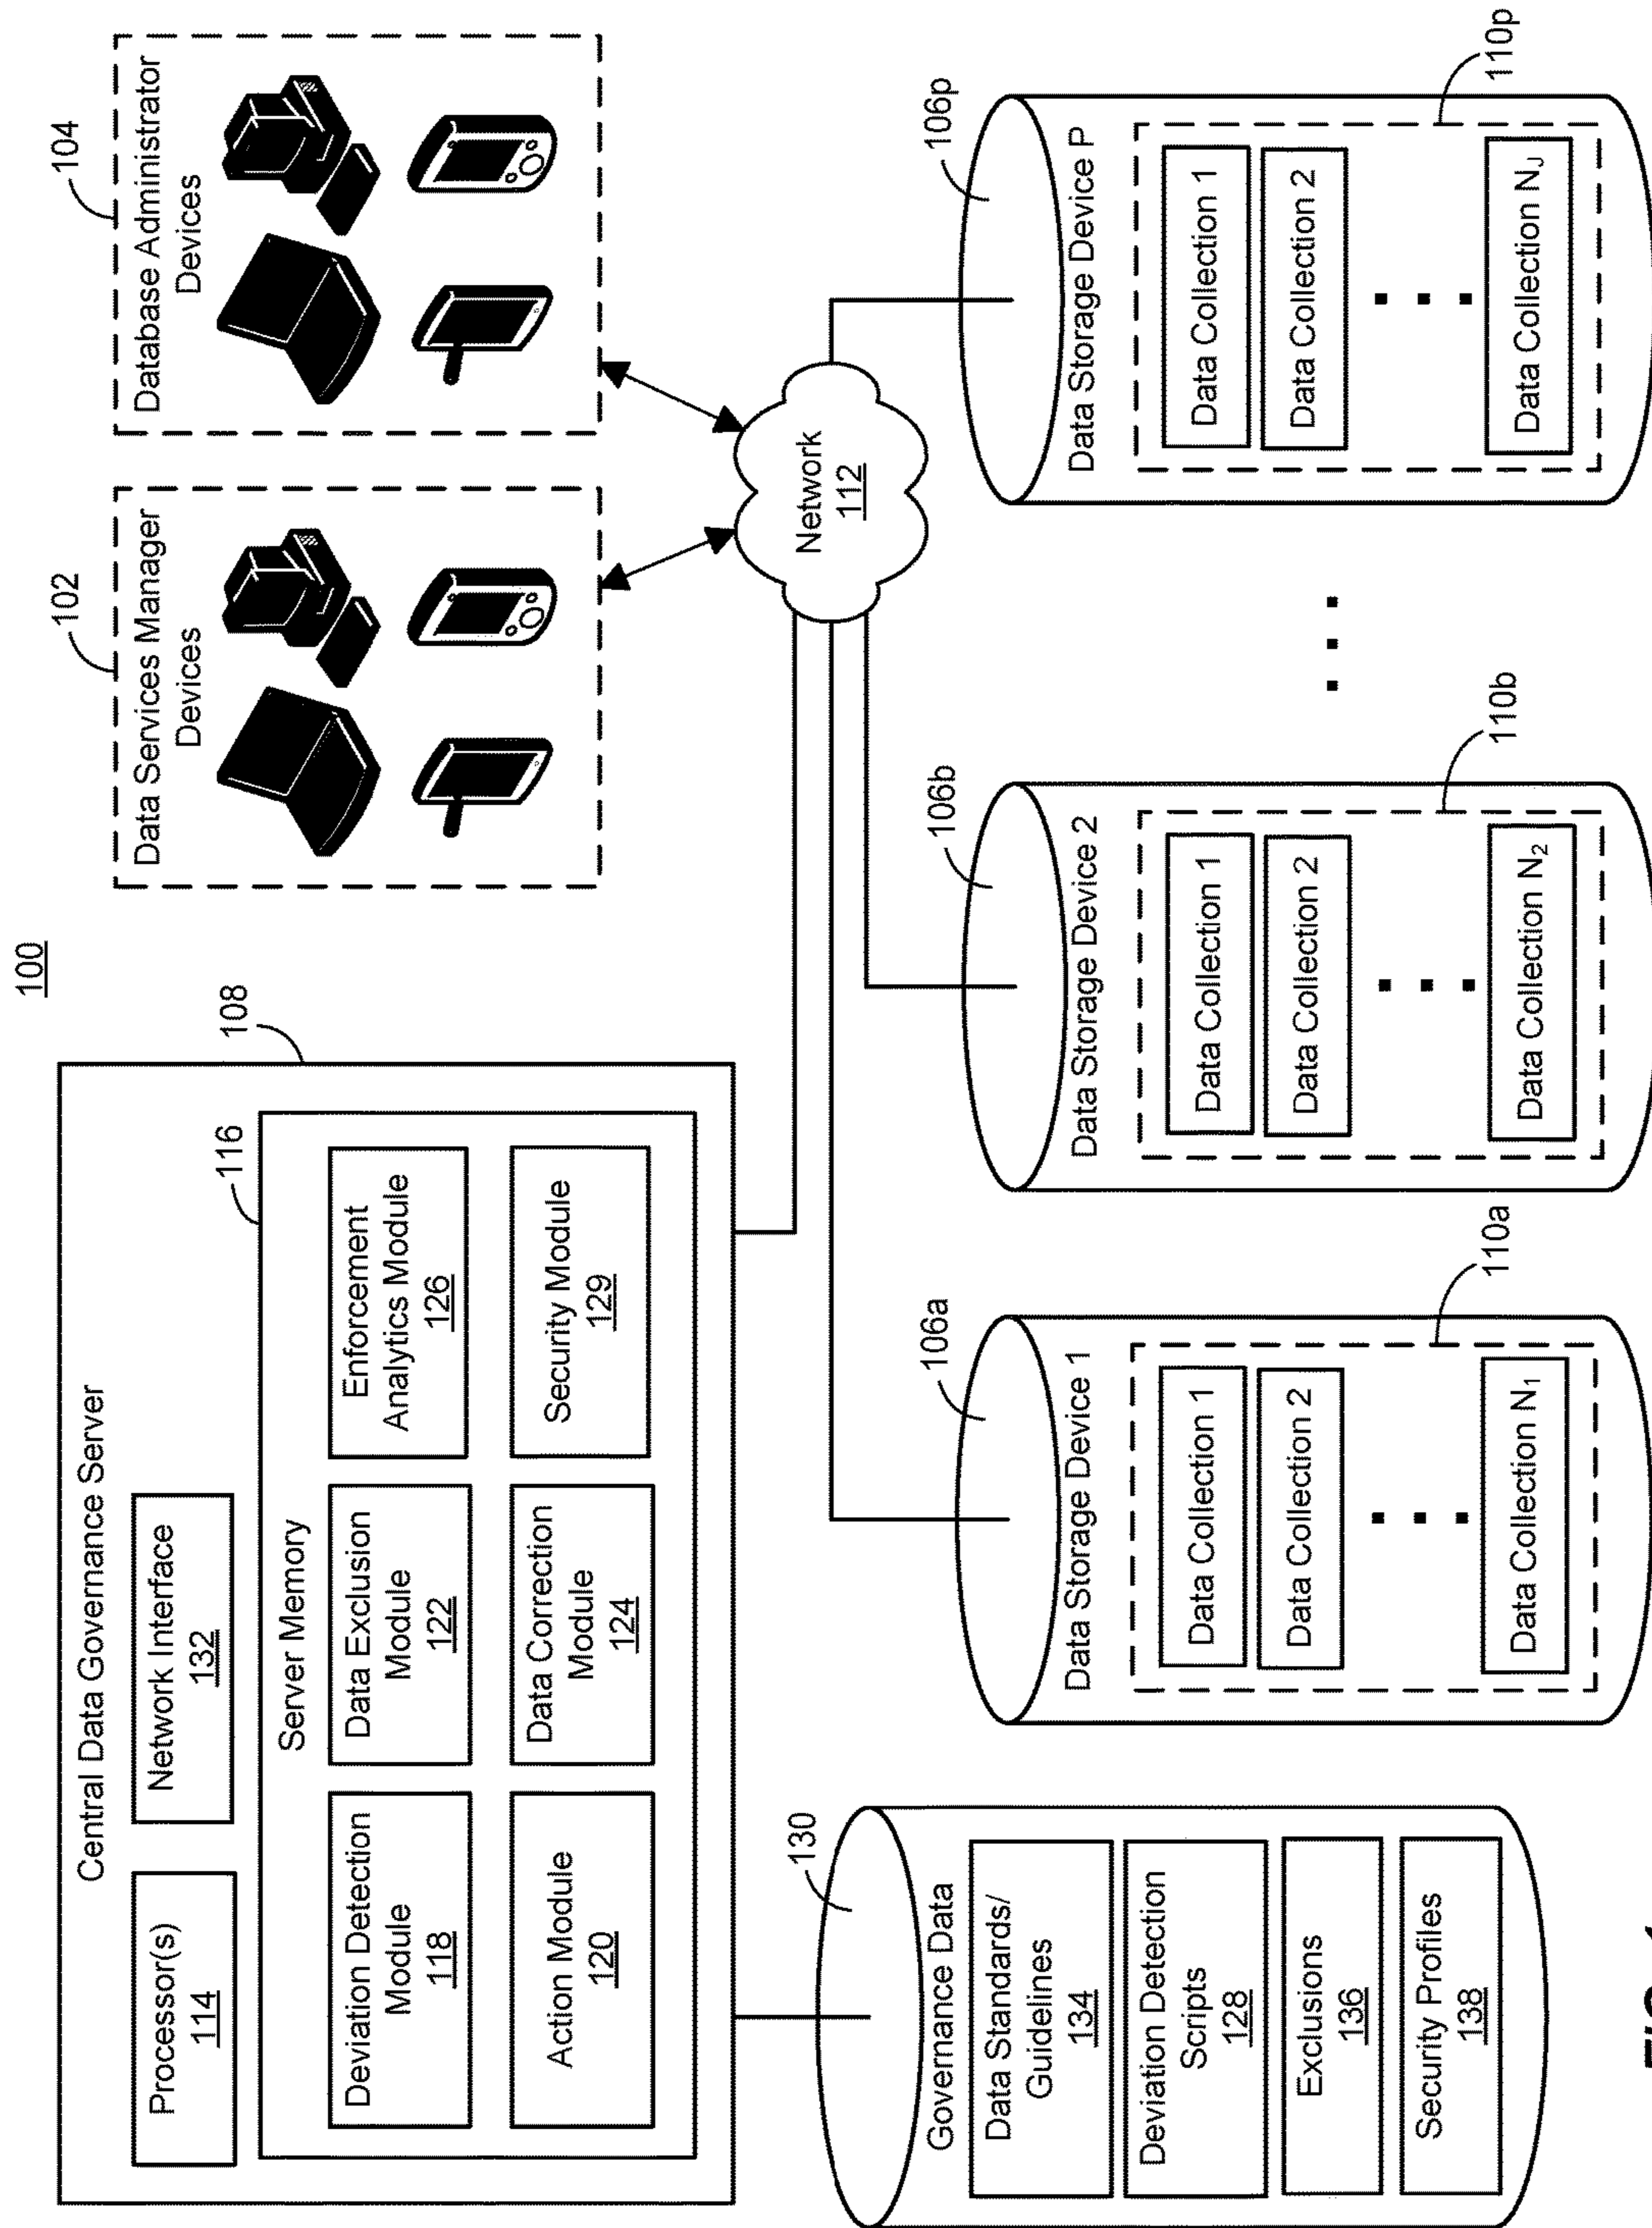 100
Central Data Governance Server
108
Processor(s)
114
Network Interface
132
Server Memory
116
Deviation Detection
Module
118
Data Exclusion
Module
122
Enforcement
Analytics Module
126
Action Module
120
Data Correction
Module
124
Security Module
129
Data Services Manager
Devices
102
Database Administrator
Devices
104
Network
112
130
Governance Data
Data Standards/
Guidelines
134
Deviation Detection
Scripts
128
Exclusions
136
Security Profiles
138
106a
Data Storage Device 1
Data Collection 1
Data Collection 2
Data Collection N₁
110a
106b
Data Storage Device 2
Data Collection 1
Data Collection 2
Data Collection N₂
110b
106p
Data Storage Device P
Data Collection 1
Data Collection 2
Data Collection N_J
110p